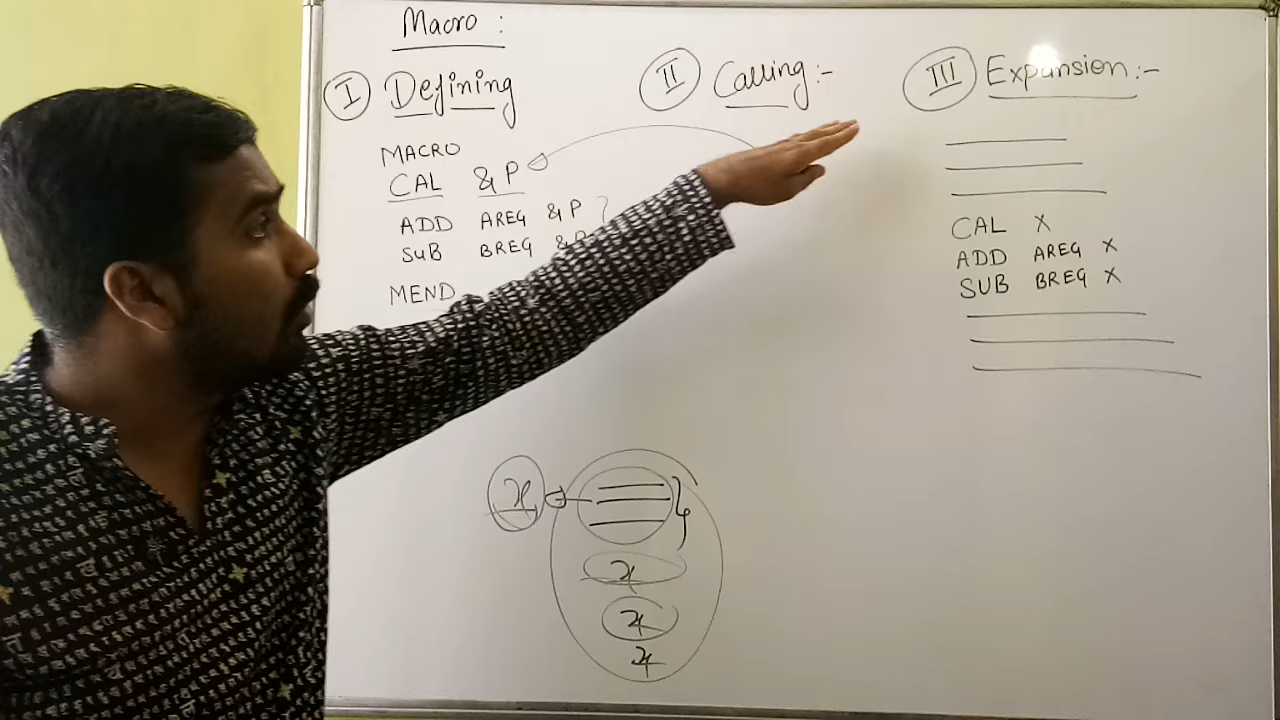 Macro :
I Defining
MACRO
CAL &P
ADD AREG &P
SUB BREG &P
MEND
II Calling :-
III Expansion :-
CAL X
ADD AREG X
SUB BREG X
x
x
x
x